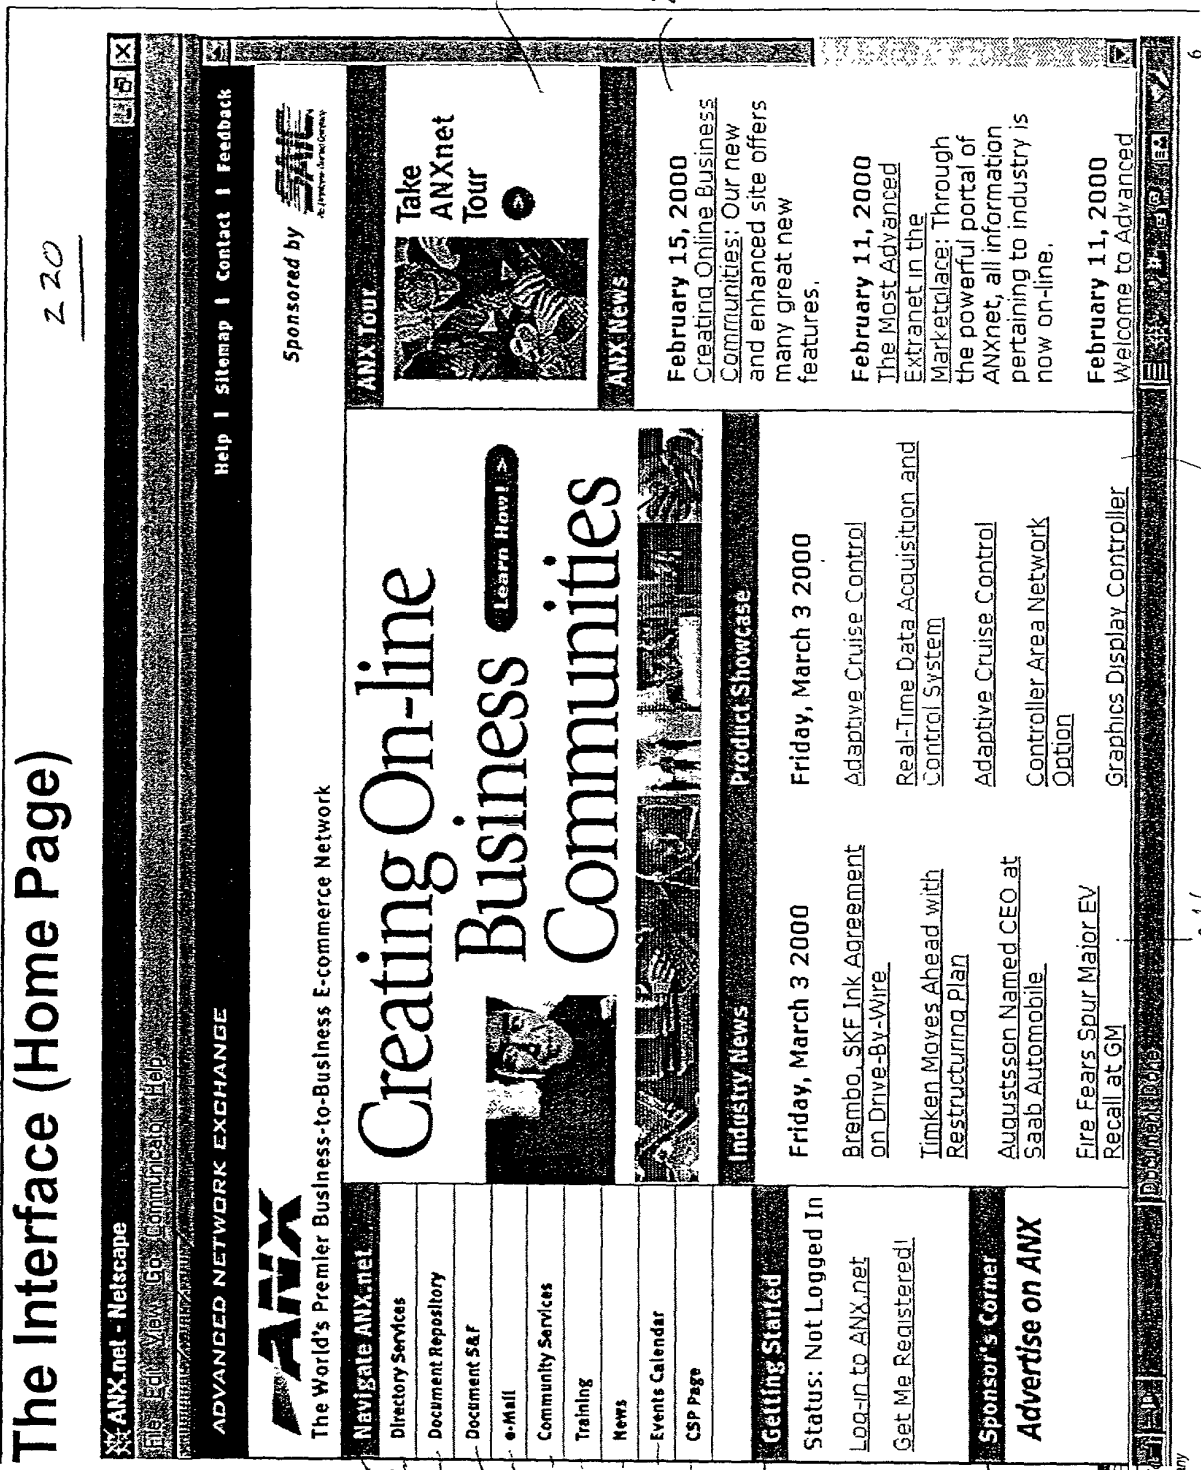 The Interface (Home Page)
220
ANX.net - Netscape
File Edit View Go Communicator Help
ADVANCED NETWORK EXCHANGE
Help | Sitemap | Contact | Feedback
ANX
The World's Premier Business-to-Business E-commerce Network
Sponsored by SAIC
Navigate ANX.net
Directory Services
Document Repository
Document S&F
e-Mail
Community Services
Training
News
Events Calendar
CSP Page
Getting Started
Status: Not Logged In
Log-in to ANX.net
Get Me Registered!
Sponsor's Corner
Advertise on ANX
Creating On-line
Business
Learn How! >
Communities
Industry News
Friday, March 3 2000
Brembo, SKF Ink Agreement
on Drive-By-Wire
Timken Moves Ahead with
Restructuring Plan
Augustsson Named CEO at
Saab Automobile
Fire Fears Spur Major EV
Recall at GM
Product Showcase
Friday, March 3 2000
Adaptive Cruise Control
Real-Time Data Acquisition and
Control System
Adaptive Cruise Control
Controller Area Network
Option
Graphics Display Controller
ANX Tour
Take
ANXnet
Tour
>
ANX News
February 15, 2000
Creating Online Business
Communities: Our new
and enhanced site offers
many great new
features.
February 11, 2000
The Most Advanced
Extranet in the
Marketplace: Through
the powerful portal of
ANXnet, all information
pertaining to industry is
now on-line.
February 11, 2000
Welcome to Advanced
Document: Done
6